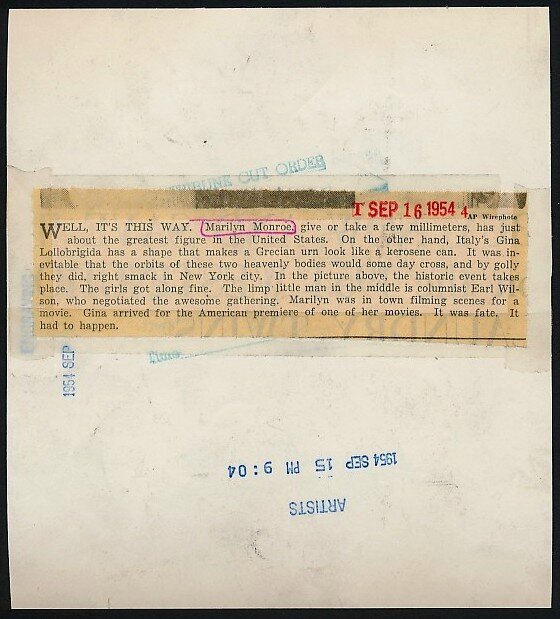 CUT ORDER
T SEP 16 1954 4
AP Wirephoto
WELL, IT'S THIS WAY. Marilyn Monroe, give or take a few millimeters, has just
about the greatest figure in the United States. On the other hand, Italy's Gina
Lollobrigida has a shape that makes a Grecian urn look like a kerosene can. It was in-
evitable that the orbits of these two heavenly bodies would some day cross, and by golly
they did, right smack in New York city. In the picture above, the historic event takes
place. The girls got along fine. The limp little man in the middle is columnist Earl Wil-
son, who negotiated the awesome gathering. Marilyn was in town filming scenes for a
movie. Gina arrived for the American premiere of one of her movies. It was fate. It
had to happen.
1954 SEP
1954 SEP 15 PM 9:04
ARTISTS